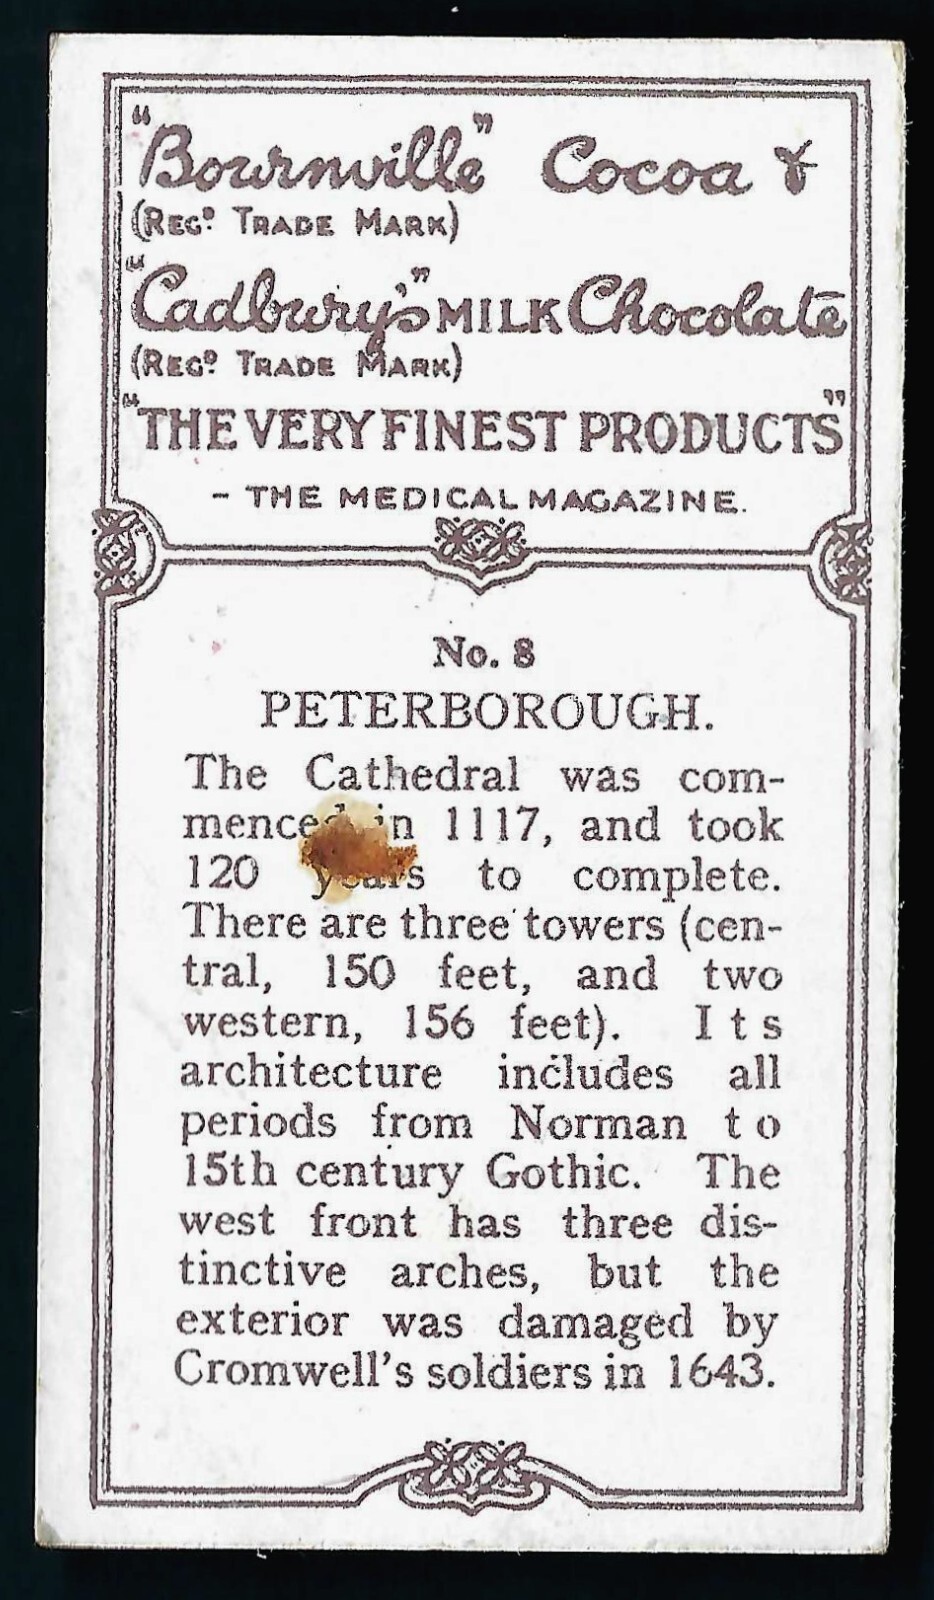 "Bournville" Cocoa &
(Regᴰ. Trade Mark)
"Cadbury's" MILK Chocolate
(Regᴰ. Trade Mark)
"THE VERY FINEST PRODUCTS"
- THE MEDICAL MAGAZINE.
No. 8
PETERBOROUGH.
The Cathedral was com-
menced in 1117, and took
120 years to complete.
There are three towers (cen-
tral, 150 feet, and two
western, 156 feet). Its
architecture includes all
periods from Norman to
15th century Gothic. The
west front has three dis-
tinctive arches, but the
exterior was damaged by
Cromwell's soldiers in 1643.